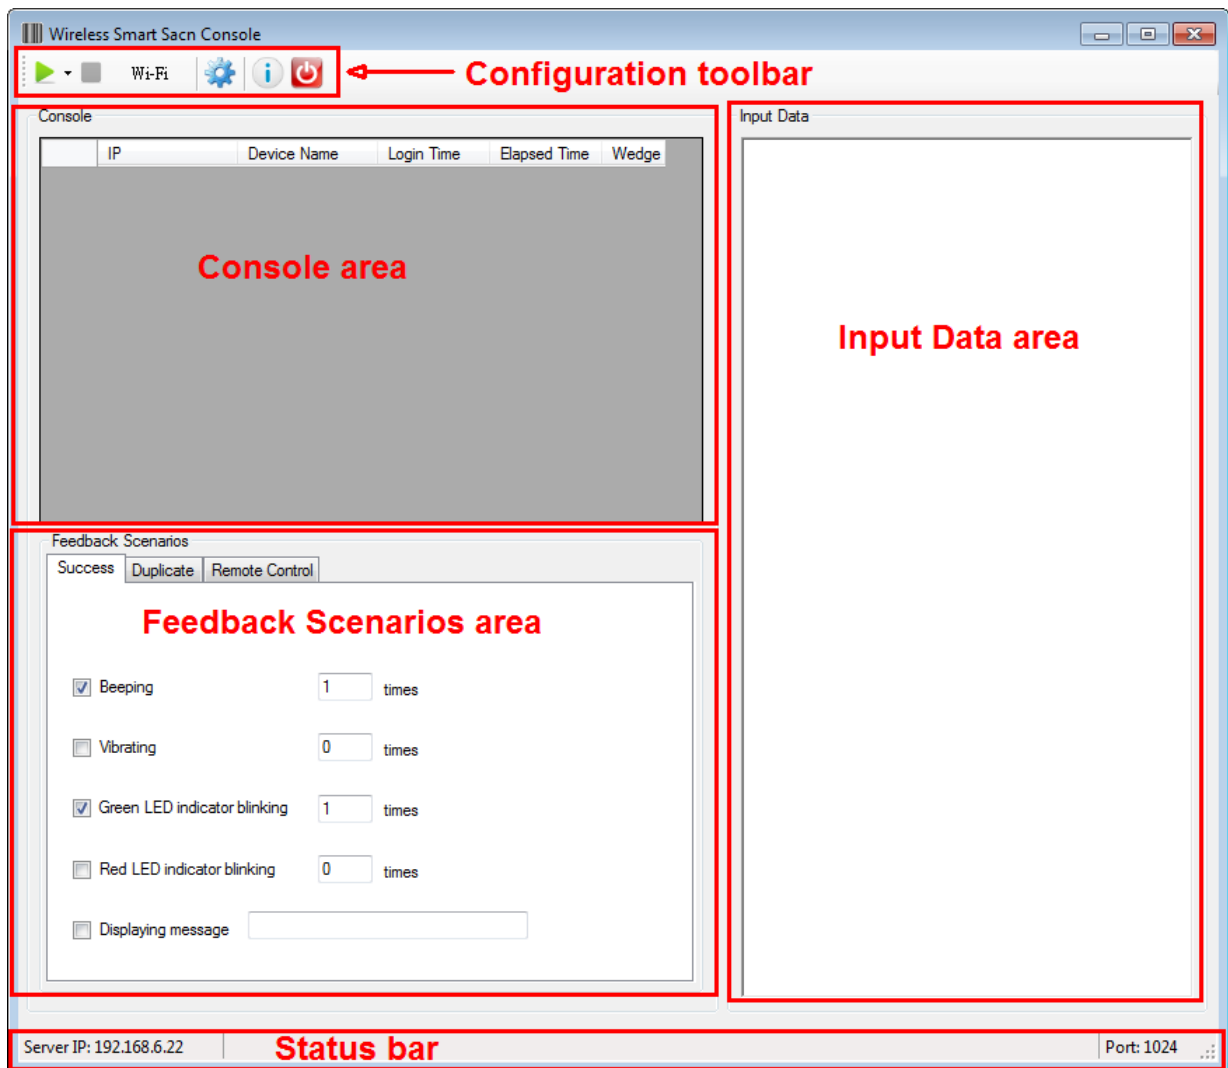 Wireless Smart Sacn Console
Wi-Fi
Configuration toolbar
Console
IP Device Name Login Time Elapsed Time Wedge
Console area
Input Data
Input Data area
Feedback Scenarios
Success Duplicate Remote Control
Feedback Scenarios area
Beeping 1 times
Vibrating 0 times
Green LED indicator blinking 1 times
Red LED indicator blinking 0 times
Displaying message
Server IP: 192.168.6.22 Status bar Port: 1024